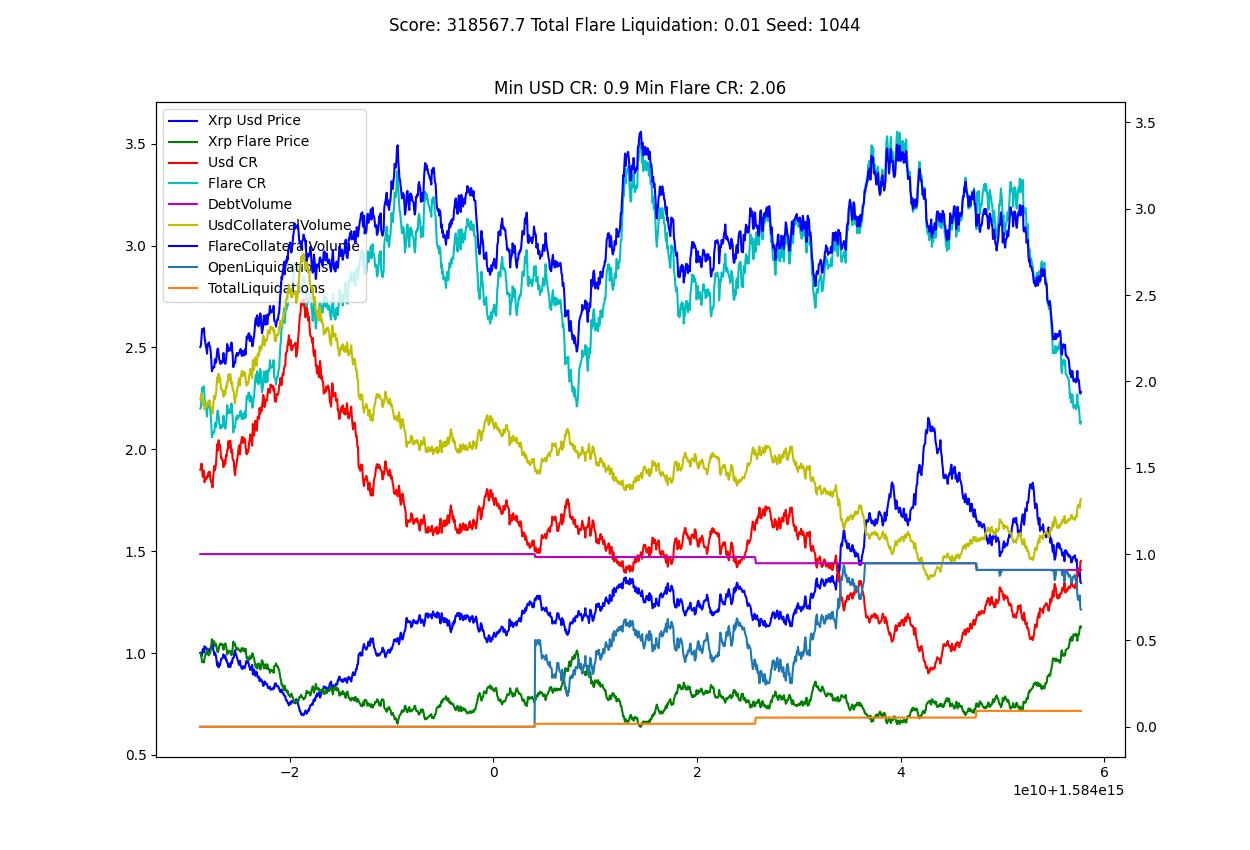 Score: 318567.7 Total Flare Liquidation: 0.01 Seed: 1044
Min USD CR: 0.9 Min Flare CR: 2.06
Xrp Usd Price
Xrp Flare Price
Usd CR
Flare CR
DebtVolume
UsdCollateralVolume
FlareCollateralVolume
OpenLiquidations
TotalLiquidations
3.5
3.0
2.5
2.0
1.5
1.0
0.5
3.5
3.0
2.5
2.0
1.5
1.0
0.5
0.0
−2
0
2
4
6
1e10+1.584e15